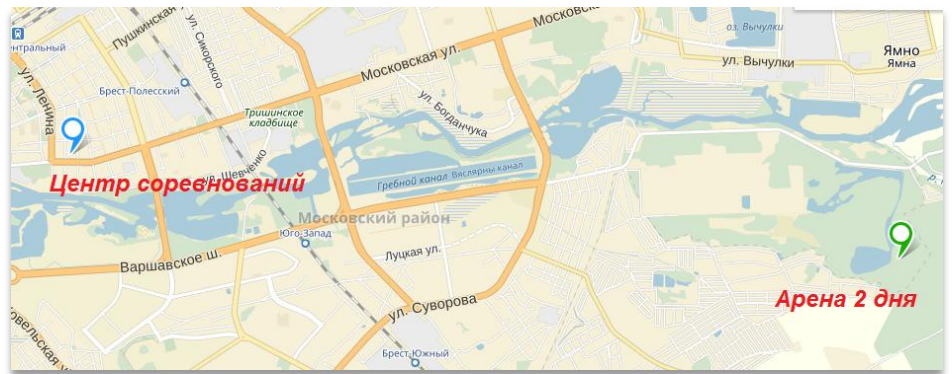 Московская
оз. Вычулки
Пушкинская
ул. Сикорского
Ямно
Ямна
Московская ул.
ул. Вычулки
ул. Ленина
Брест-Полесский
ул. Богданчука
Тришинское
кладбище
ул. Шевченко
Гребной канал Вяслярны канал
Центр соревнований
Московский район
Юго-Запад
Луцкая ул.
Варшавское ш.
Арена 2 дня
ул. Суворова
Брест-Южный